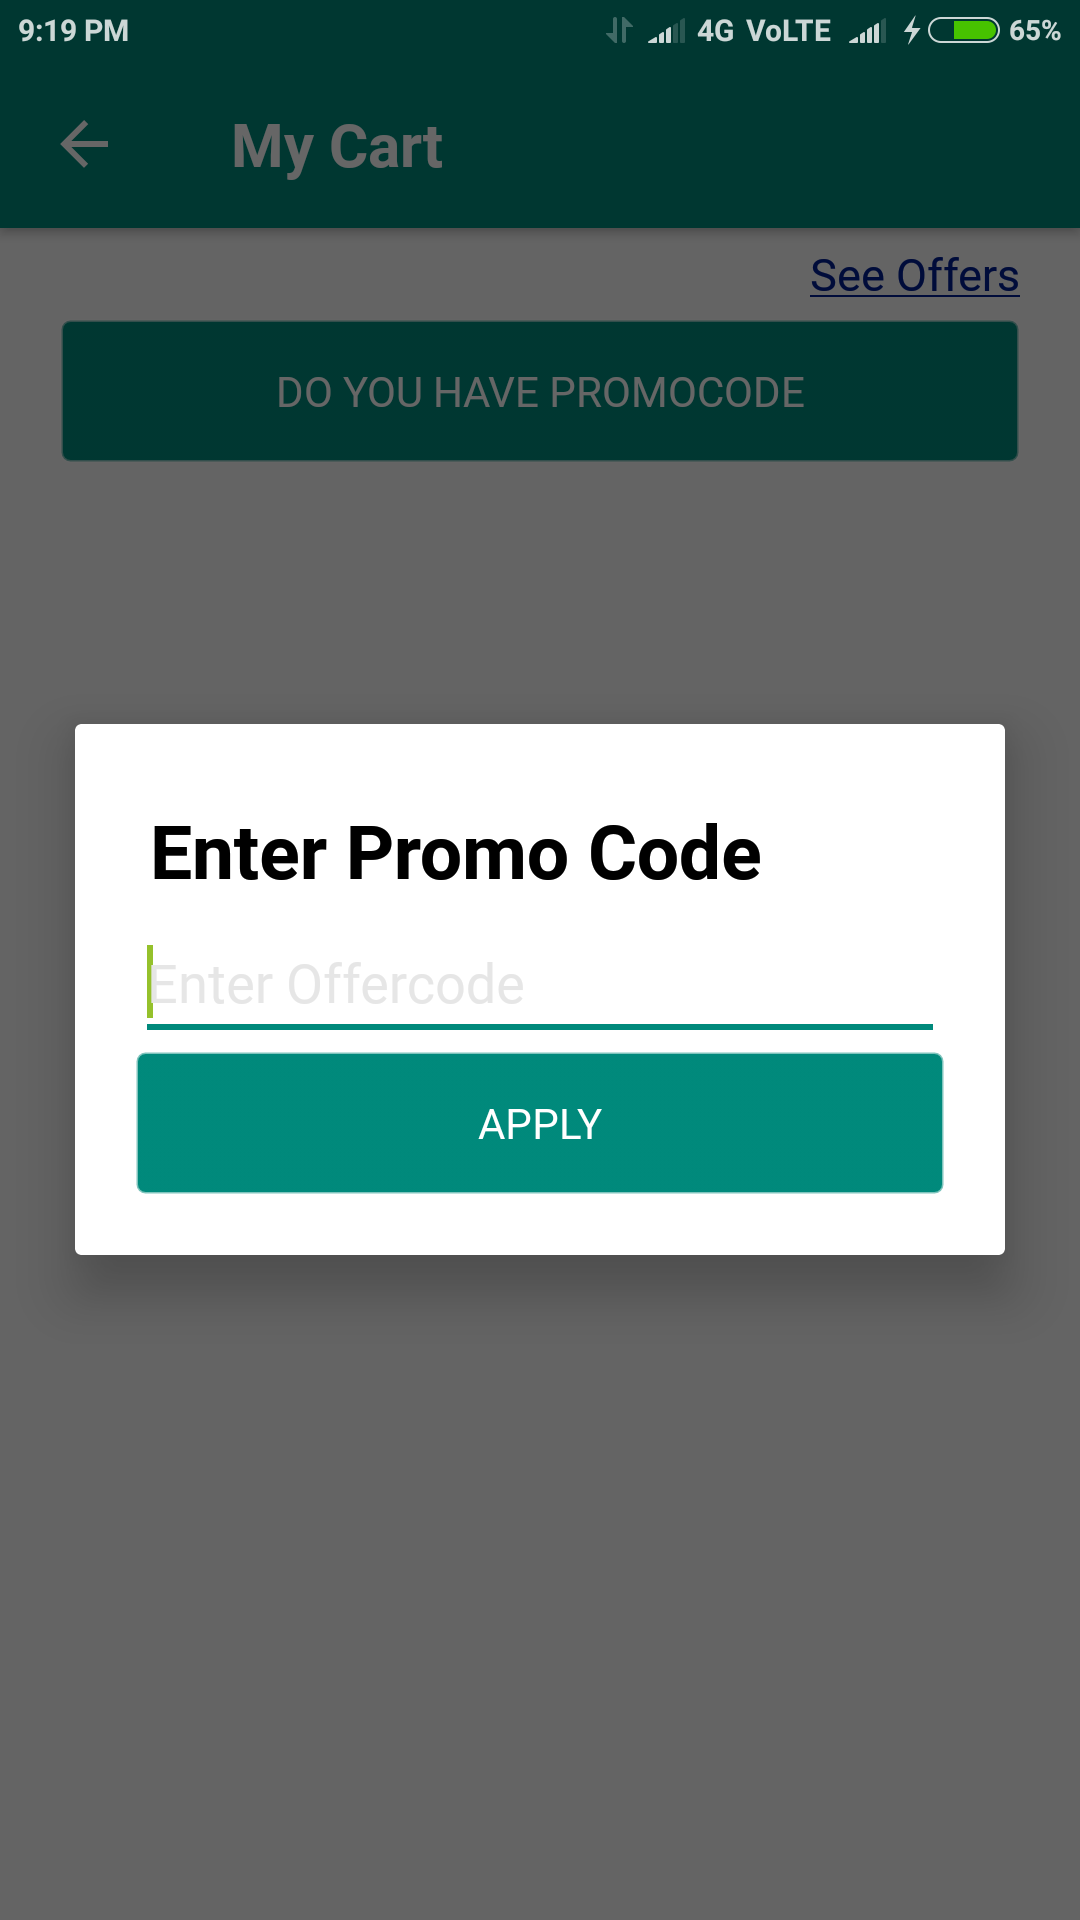 9:19 PM 4G VoLTE 65%
My Cart
See Offers
DO YOU HAVE PROMOCODE
Enter Promo Code
Enter Offercode
APPLY